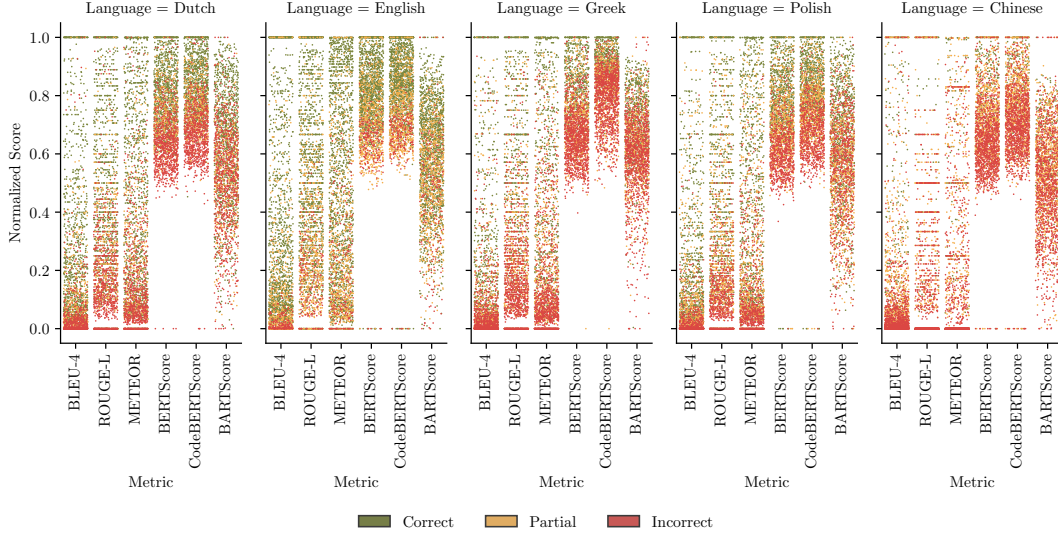 Language = Dutch
Language = English
Language = Greek
Language = Polish
Language = Chinese
Normalized Score
1.0
0.8
0.6
0.4
0.2
0.0
BLEU-4
ROUGE-L
METEOR
BERTScore
CodeBERTScore
BARTScore
BLEU-4
ROUGE-L
METEOR
BERTScore
CodeBERTScore
BARTScore
BLEU-4
ROUGE-L
METEOR
BERTScore
CodeBERTScore
BARTScore
BLEU-4
ROUGE-L
METEOR
BERTScore
CodeBERTScore
BARTScore
BLEU-4
ROUGE-L
METEOR
BERTScore
CodeBERTScore
BARTScore
Metric
Metric
Metric
Metric
Metric
Correct
Partial
Incorrect